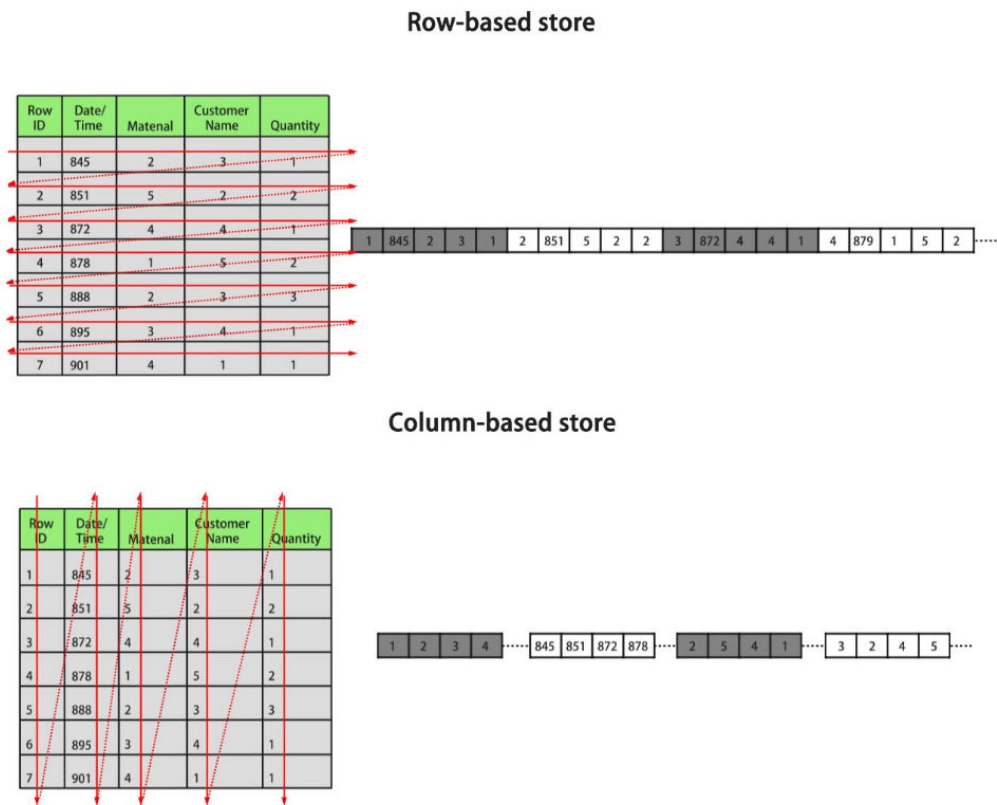 Row-based store
Row ID Date/ Time Matenal Customer Name Quantity
1 845 2 3 1
2 851 5 2 2
3 872 4 4 1
4 878 1 5 2
5 888 2 3 3
6 895 3 4 1
7 901 4 1 1
1 845 2 3 1 2 851 5 2 2 3 872 4 4 1 4 879 1 5 2
Column-based store
Row ID Date/ Time Matenal Customer Name Quantity
1 845 2 3 1
2 851 5 2 2
3 872 4 4 1
4 878 1 5 2
5 888 2 3 3
6 895 3 4 1
7 901 4 1 1
1 2 3 4 845 851 872 878 2 5 4 1 3 2 4 5